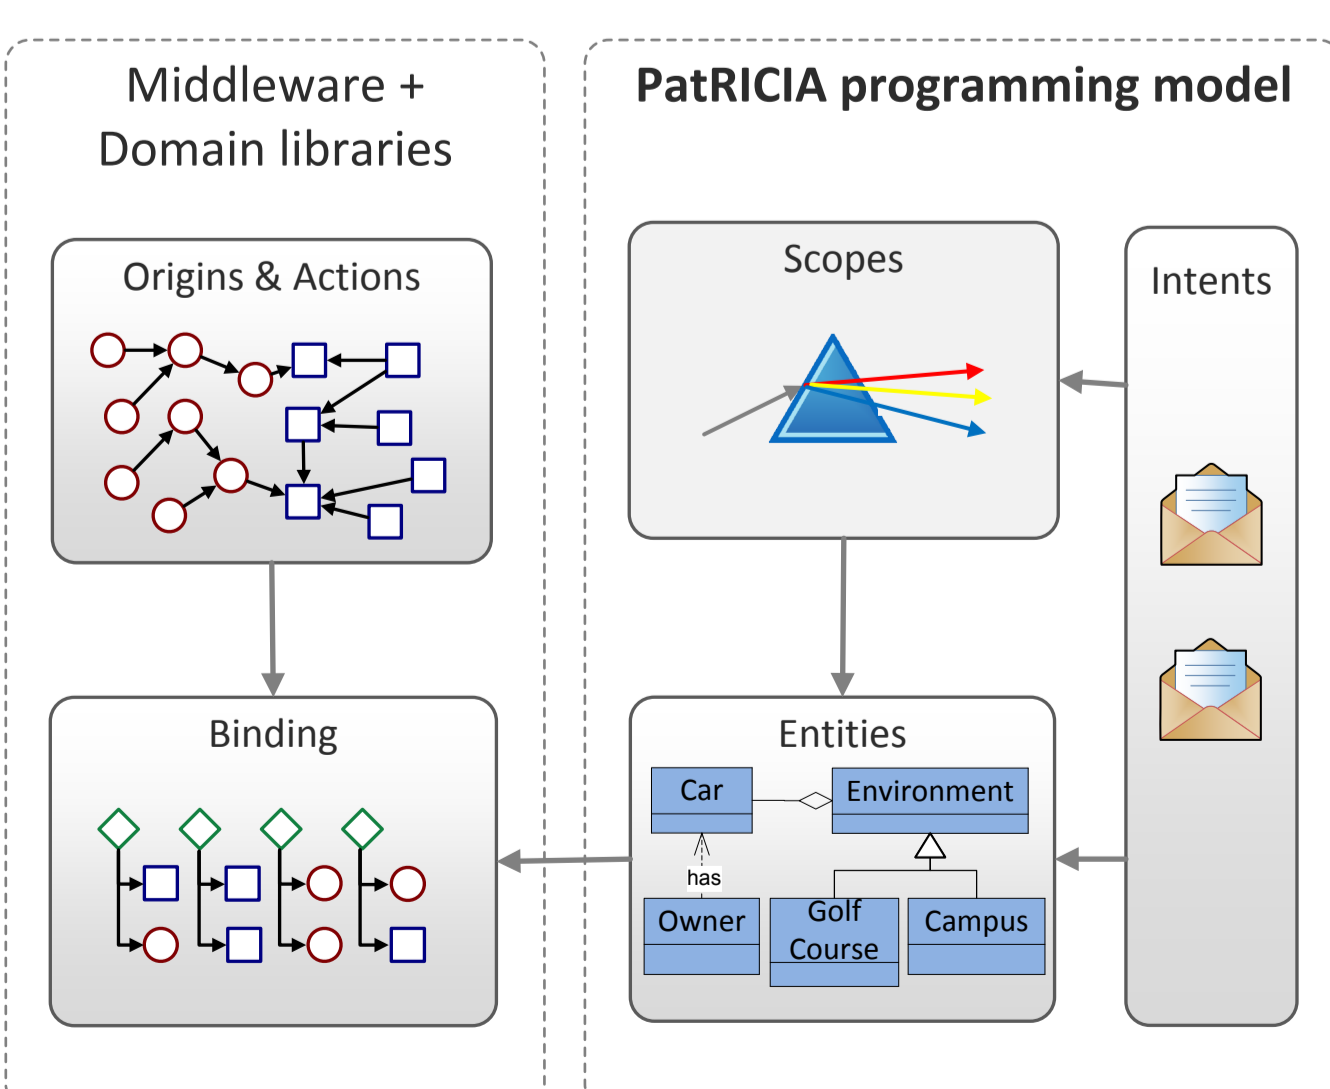 Middleware +
Domain libraries
Origins & Actions
Binding
PatRICIA programming model
Scopes
Intents
Entities
Car
Environment
has
Owner
Golf
Course
Campus